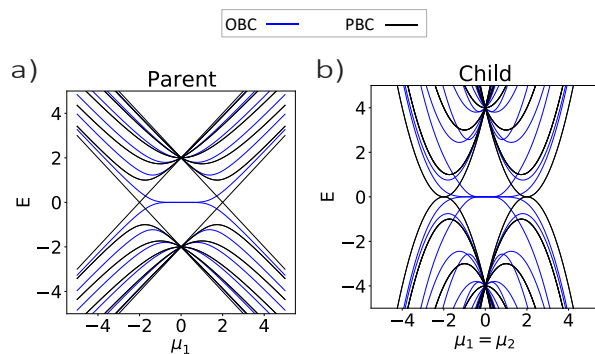 OBC PBC
a) Parent
b) Child
E
4
2
0
−2
−4
−4 −2 0 2 4
μ₁
E
4
2
0
−2
−4
−4 −2 0 2 4
μ₁ = μ₂